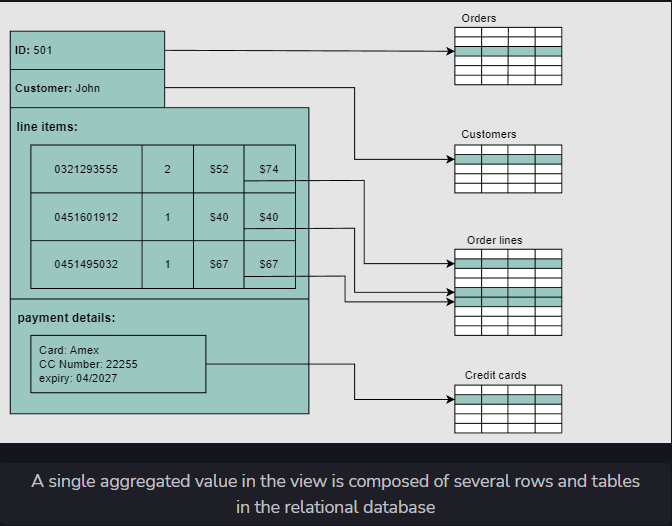 Orders
ID: 501
Customer: John
line items:
0321293555 2 $52 $74
0451601912 1 $40 $40
0451495032 1 $67 $67
payment details:
Card: Amex
CC Number: 22255
expiry: 04/2027
Customers
Order lines
Credit cards
A single aggregated value in the view is composed of several rows and tables
in the relational database